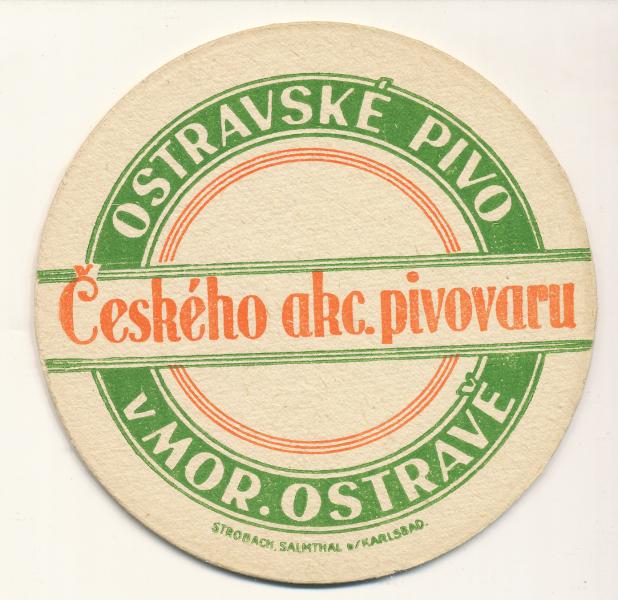 OSTRAVSKÉ PIVO
Českého akc. pivovaru
v MOR. OSTRAVĚ
STROBACH, SALMTHAL b/KARLSBAD.